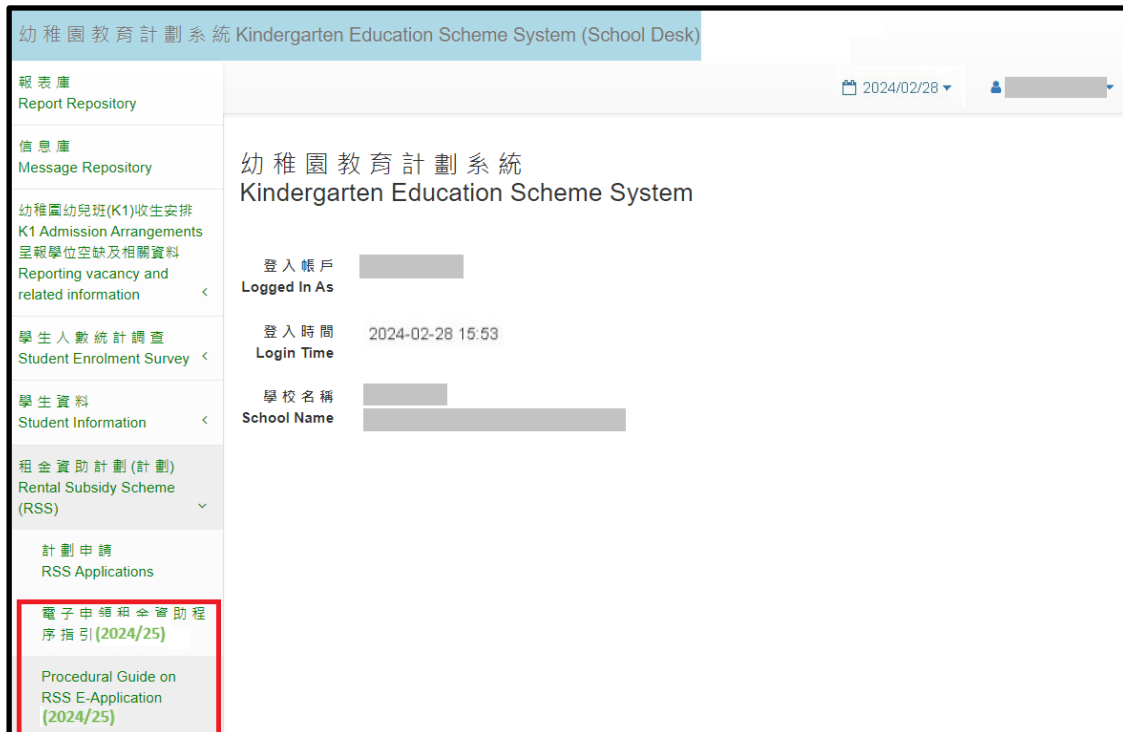 幼稚園教育計劃系統 Kindergarten Education Scheme System (School Desk)
2024/02/28
報表庫
Report Repository
信息庫
Message Repository
幼稚園幼兒班(K1)收生安排
K1 Admission Arrangements
呈報學位空缺及相關資料
Reporting vacancy and
related information
學生人數統計調查
Student Enrolment Survey
學生資料
Student Information
租金資助計劃(計劃)
Rental Subsidy Scheme
(RSS)
計劃申請
RSS Applications
電子申領租金資助程
序指引(2024/25)
Procedural Guide on
RSS E-Application
(2024/25)
幼稚園教育計劃系統
Kindergarten Education Scheme System
登入帳戶
Logged In As
登入時間
Login Time
2024-02-28 15:53
學校名稱
School Name